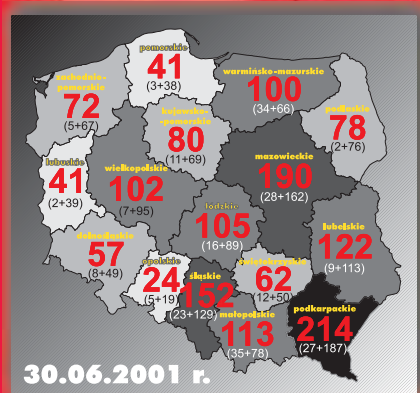 pomorskie
41
(3+38)
zachodnio-
pomorskie
72
(5+67)
warmińsko-mazurskie
100
(34+66)
kujawsko-
-pomorskie
80
(11+69)
podlaskie
78
(2+76)
lubuskie
41
(2+39)
wielkopolskie
102
(7+95)
mazowieckie
190
(28+162)
łódzkie
105
(16+89)
dolnośląskie
57
(8+49)
lubelskie
122
(9+113)
opolskie
24
(5+19)
śląskie
152
(23+129)
świętokrzyskie
62
(12+50)
małopolskie
113
(35+78)
podkarpackie
214
(27+187)
30.06.2001 r.